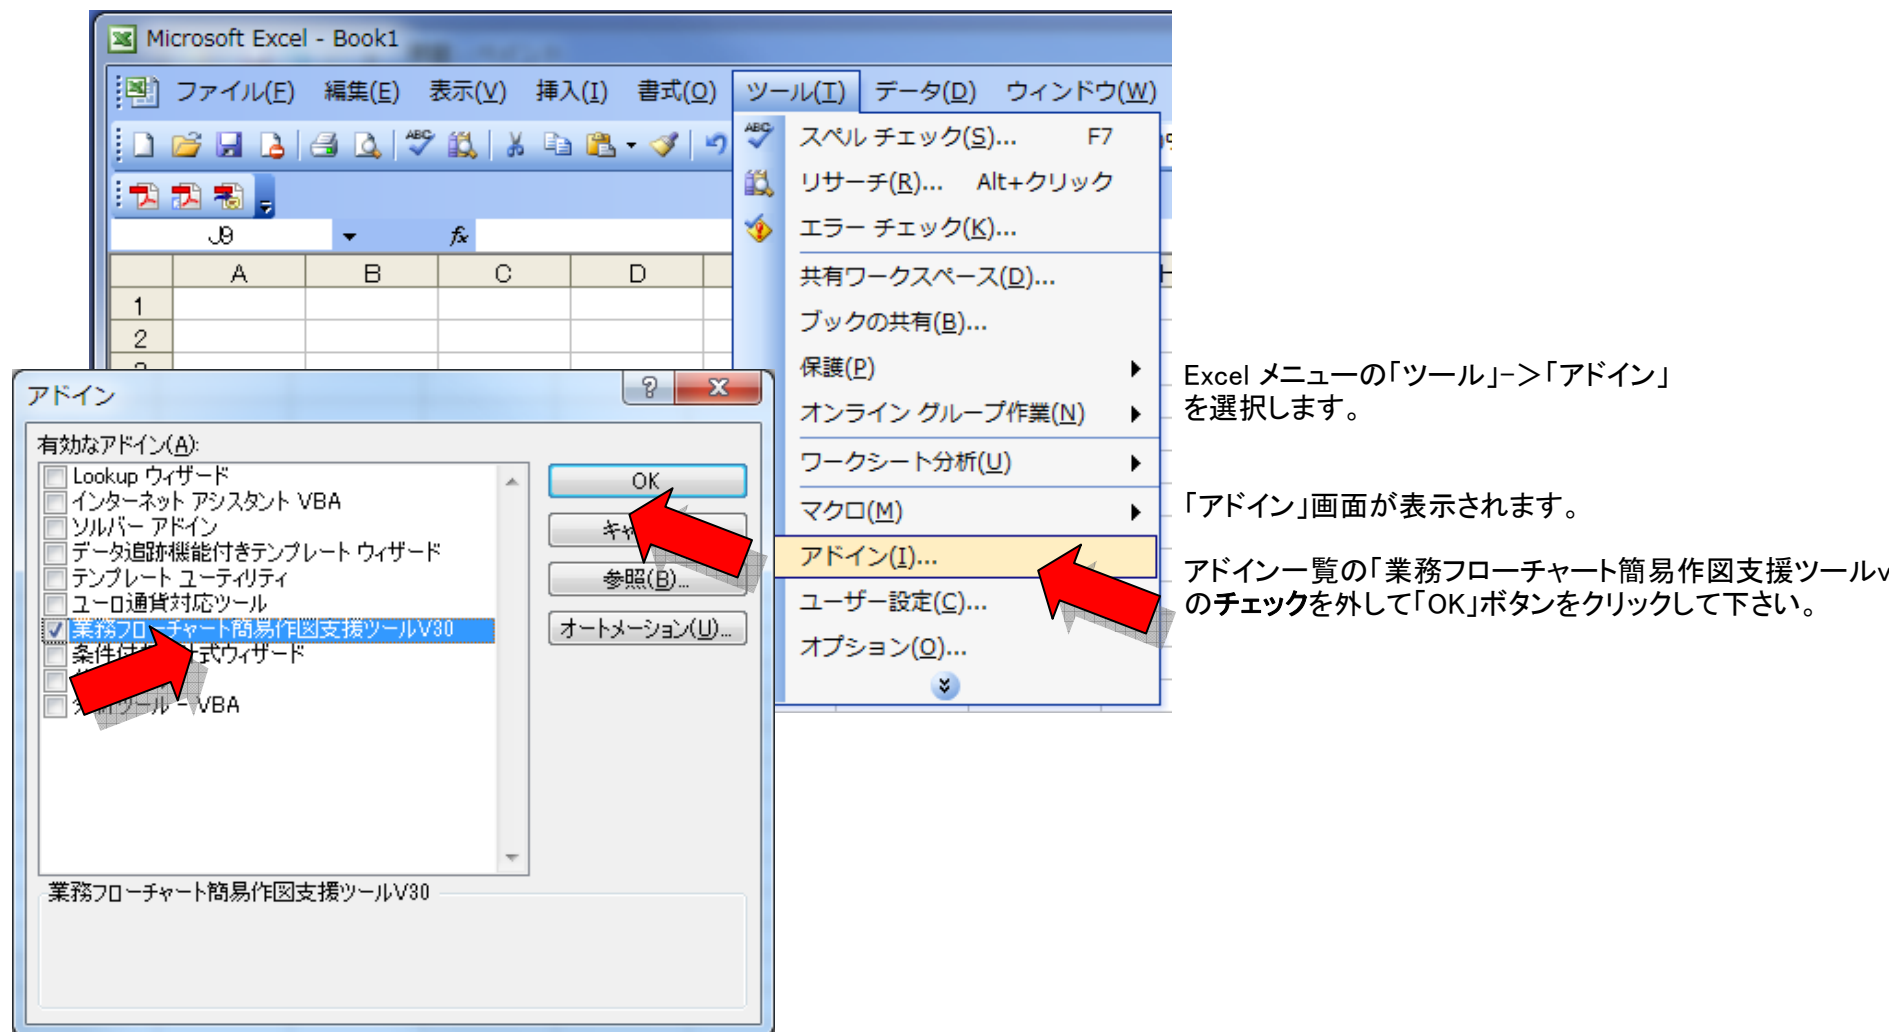 Microsoft Excel - Book1
ファイル(F) 編集(E) 表示(V) 挿入(I) 書式(O) ツール(T) データ(D) ウィンドウ(W)
スペル チェック(S)... F7
リサーチ(R)... Alt+クリック
エラー チェック(K)...
共有ワークスペース(D)...
ブックの共有(B)...
保護(P)
オンライン グループ作業(N)
ワークシート分析(U)
マクロ(M)
アドイン(I)...
ユーザー設定(C)...
オプション(O)...
J9 fx
A B C D
1
2
アドイン
有効なアドイン(A):
Lookup ウィザード
インターネット アシスタント VBA
ソルバー アドイン
データ追跡機能付きテンプレート ウィザード
テンプレート ユーティリティ
ユーロ通貨対応ツール
業務フローチャート簡易作図支援ツールV30
条件付 式ウィザード
ツール - VBA
OK
キャ
参照(B)...
オートメーション(U)...
業務フローチャート簡易作図支援ツールV30
Excel メニューの「ツール」->「アドイン」
を選択します。
「アドイン」画面が表示されます。
アドイン一覧の「業務フローチャート簡易作図支援ツールv
のチェックを外して「OK」ボタンをクリックして下さい。